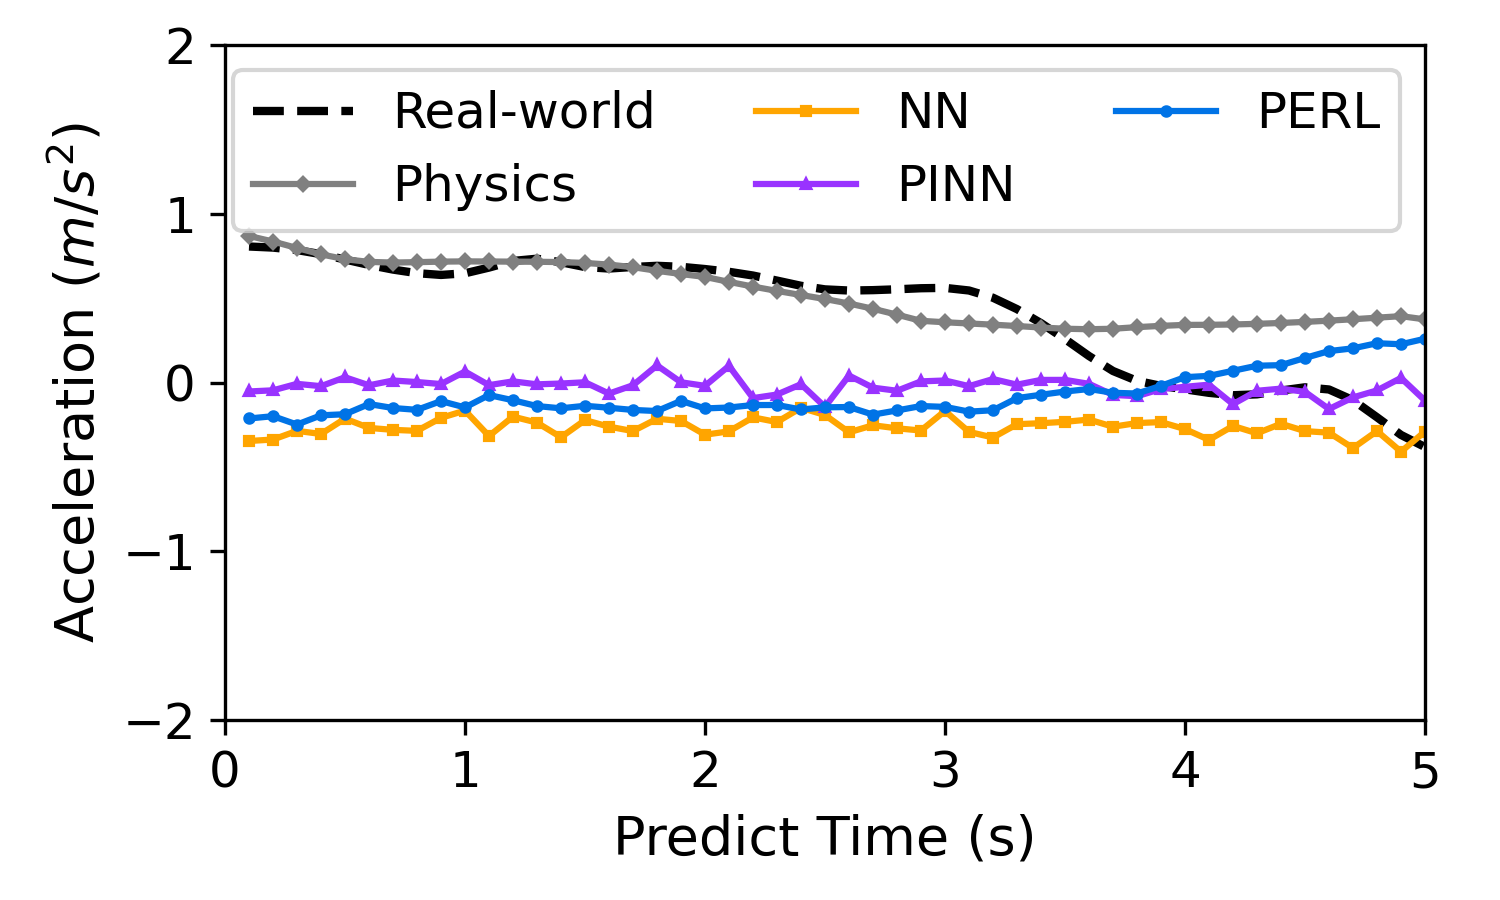 2
1
0
−1
−2
Acceleration (m/s²)
Real-world
Physics
NN
PINN
PERL
0 1 2 3 4 5
Predict Time (s)